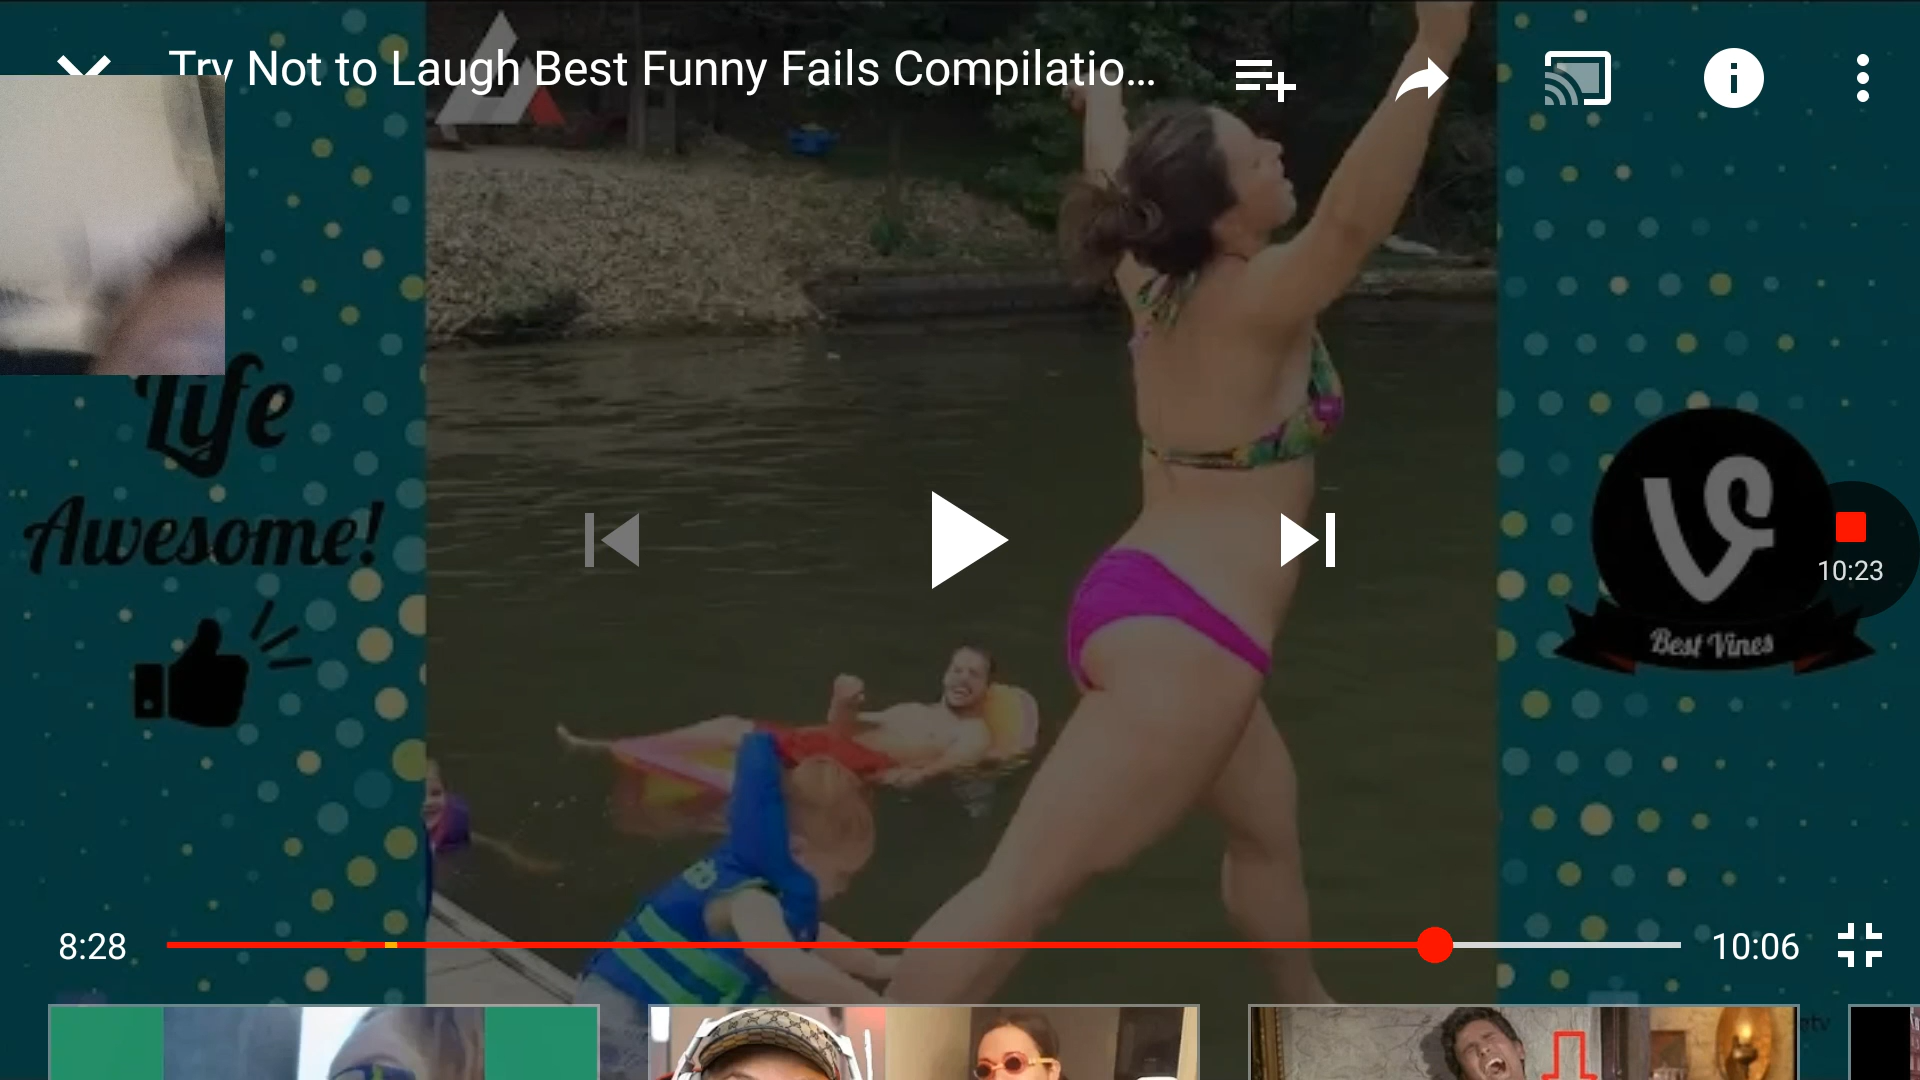 Try Not to Laugh Best Funny Fails Compilatio...
Life
Awesome!
10:23
Best Vines
8:28
10:06